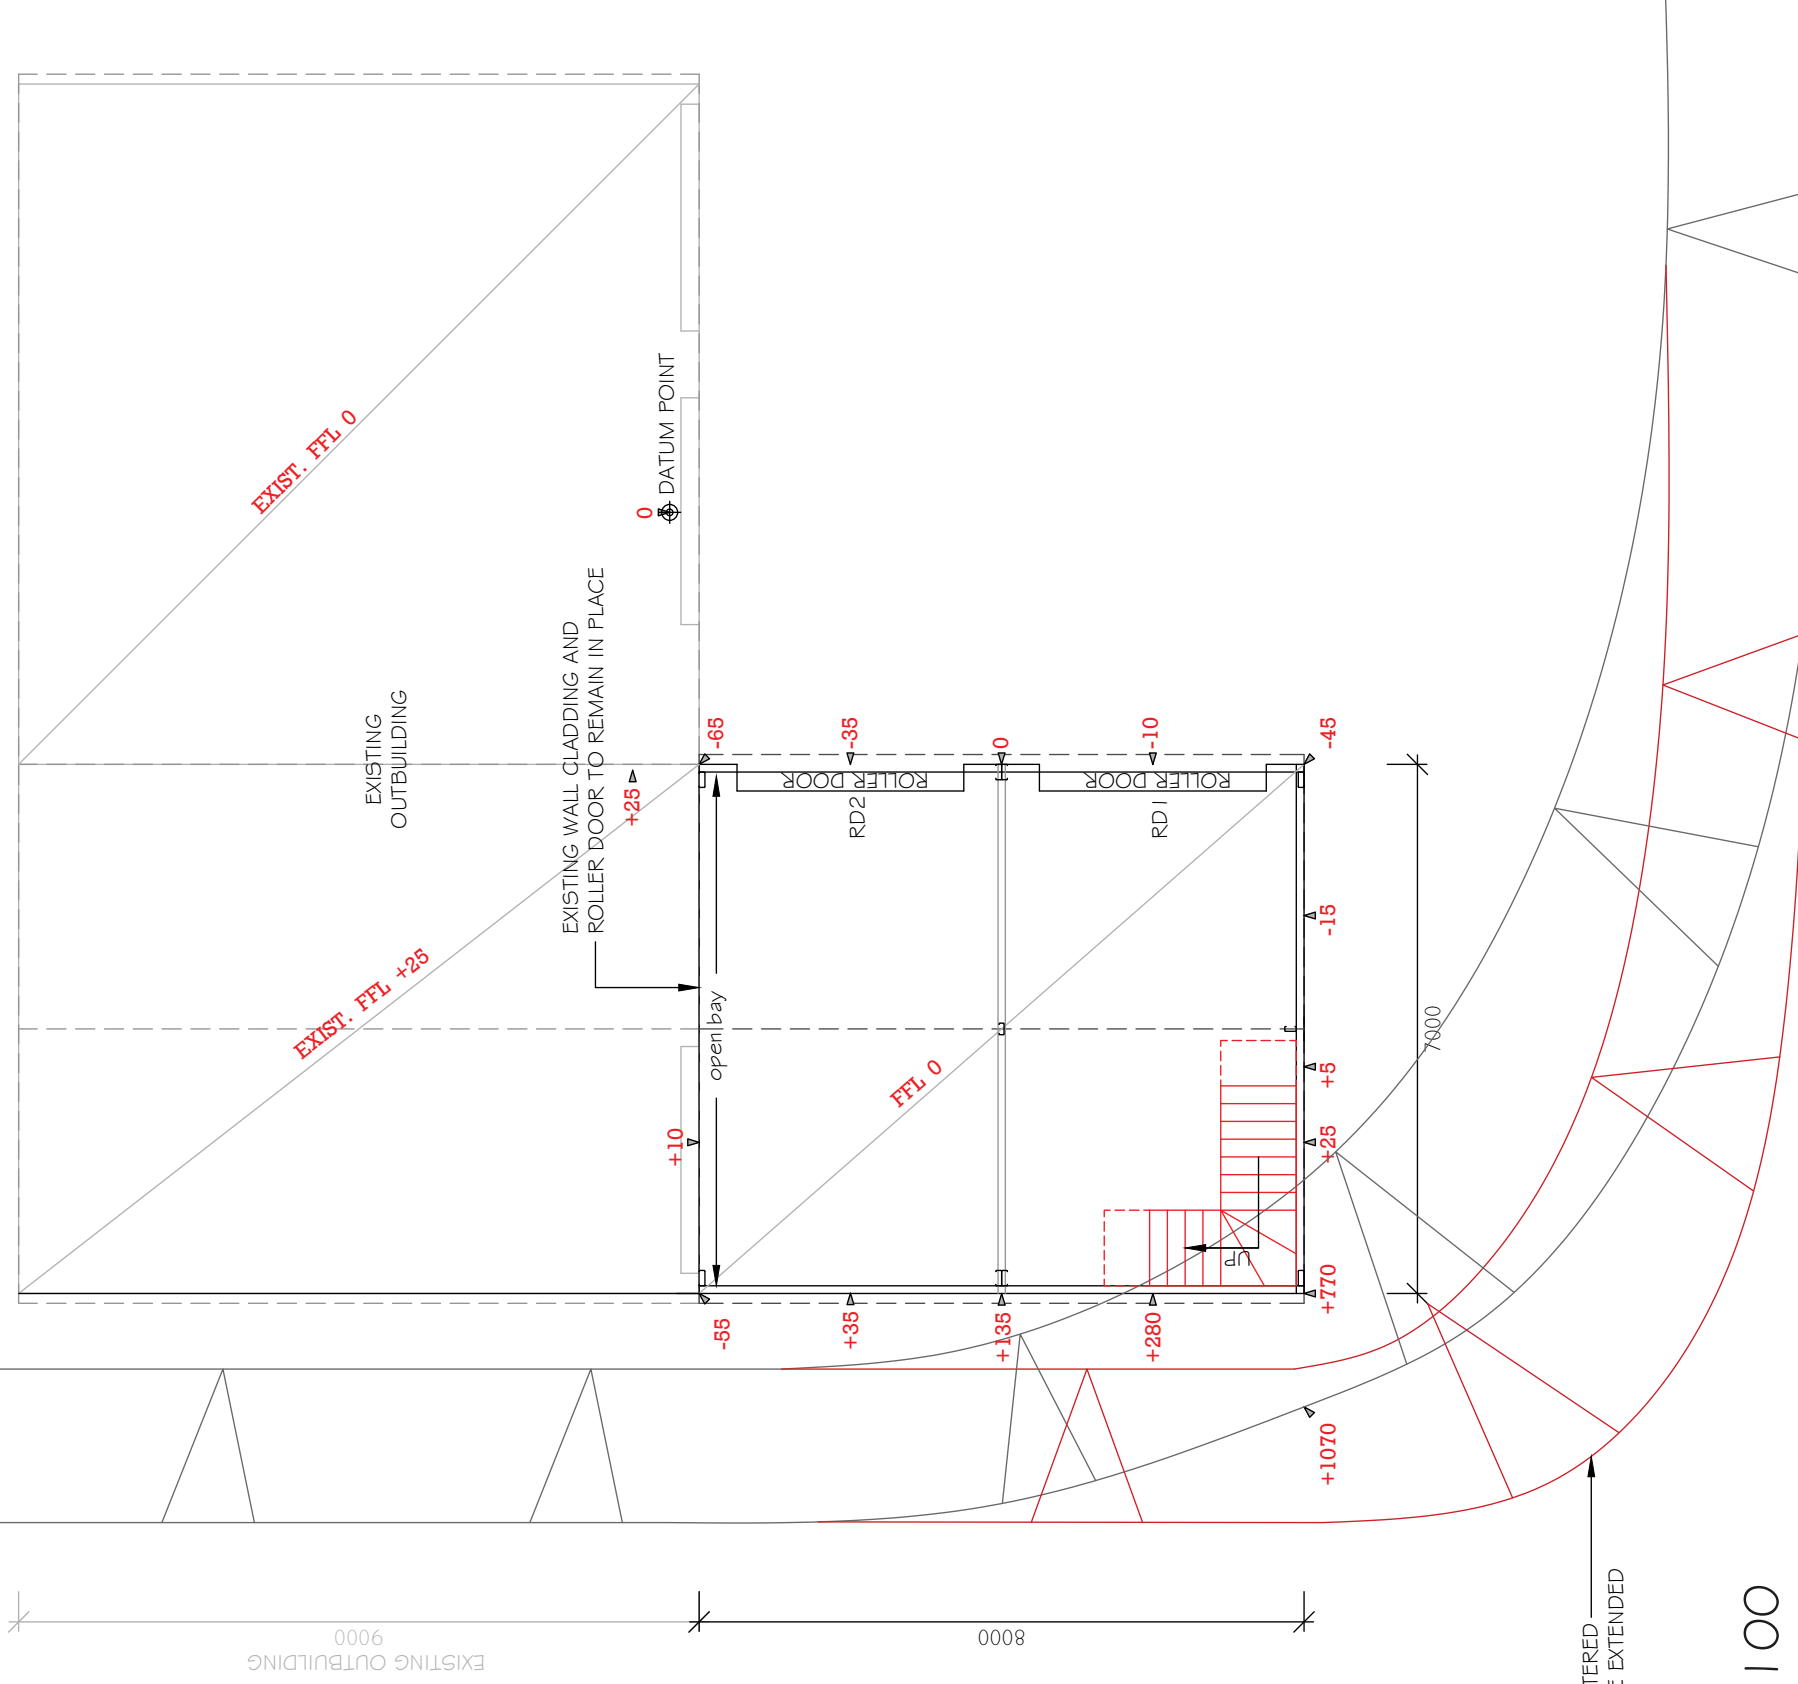 EXIST. FFL 0
EXISTING
OUTBUILDING
EXIST. FFL +25
0
DATUM POINT
EXISTING WALL CLADDING AND
ROLLER DOOR TO REMAIN IN PLACE
+25
+10
-65
-35
0
-10
-45
ROLLER DOOR
RD2
ROLLER DOOR
RD1
open bay
FFL 0
UP
-15
+5
+25
+770
-55
+35
+135
+280
+1070
7000
9000
EXISTING OUTBUILDING
8000
TERED
E EXTENDED
100